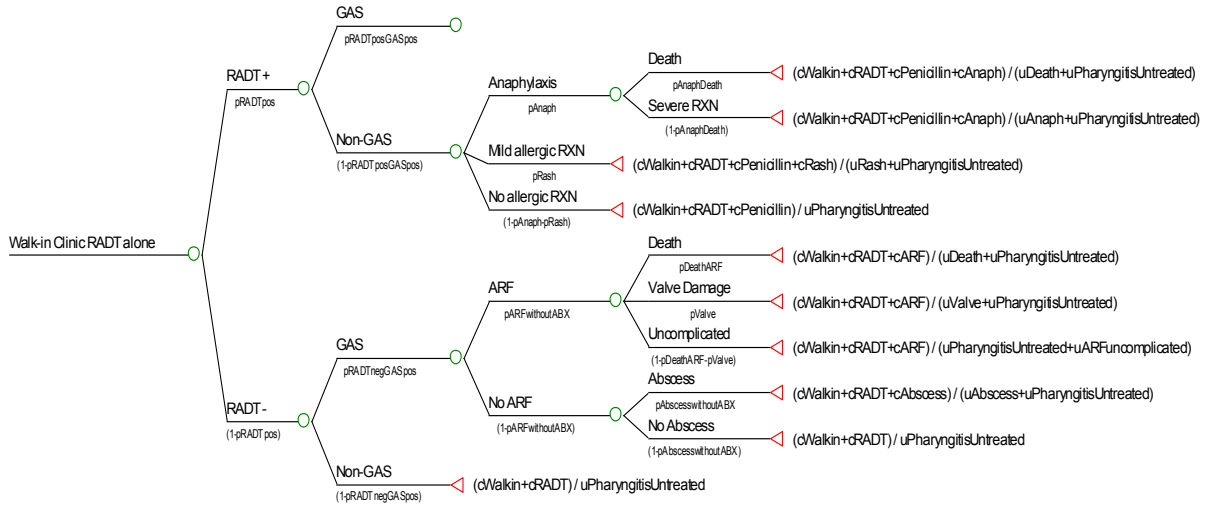 GAS
pRADTposGASpos
RADT +
pRADTpos
Death
pAnaphDeath
(cWalkin+cRADT+cPenicillin+cAnaph) / (uDeath+uPharyngitisUntreated)
Anaphylaxis
pAnaph
Severe RXN
(1-pAnaphDeath)
(cWalkin+cRADT+cPenicillin+cAnaph) / (uAnaph+uPharyngitisUntreated)
Non-GAS
(1-pRADTposGASpos)
Mild allergic RXN
pRash
(cWalkin+cRADT+cPenicillin+cRash) / (uRash+uPharyngitisUntreated)
No allergic RXN
(1-pAnaph-pRash)
(cWalkin+cRADT+cPenicillin) / uPharyngitisUntreated
Walk-in Clinic RADT alone
Death
pDeathARF
(cWalkin+cRADT+cARF) / (uDeath+uPharyngitisUntreated)
ARF
pARFwithoutABX
Valve Damage
pValve
(cWalkin+cRADT+cARF) / (uValve+uPharyngitisUntreated)
Uncomplicated
(1-pDeathARF-pValve)
(cWalkin+cRADT+cARF) / (uPharyngitisUntreated+uARFuncomplicated)
GAS
pRADTnegGASpos
Abscess
pAbscesswithoutABX
(cWalkin+cRADT+cAbscess) / (uAbscess+uPharyngitisUntreated)
No ARF
(1-pARFwithoutABX)
No Abscess
(1-pAbscesswithoutABX)
(cWalkin+cRADT) / uPharyngitisUntreated
RADT -
(1-pRADTpos)
Non-GAS
(1-pRADTnegGASpos)
(cWalkin+cRADT) / uPharyngitisUntreated